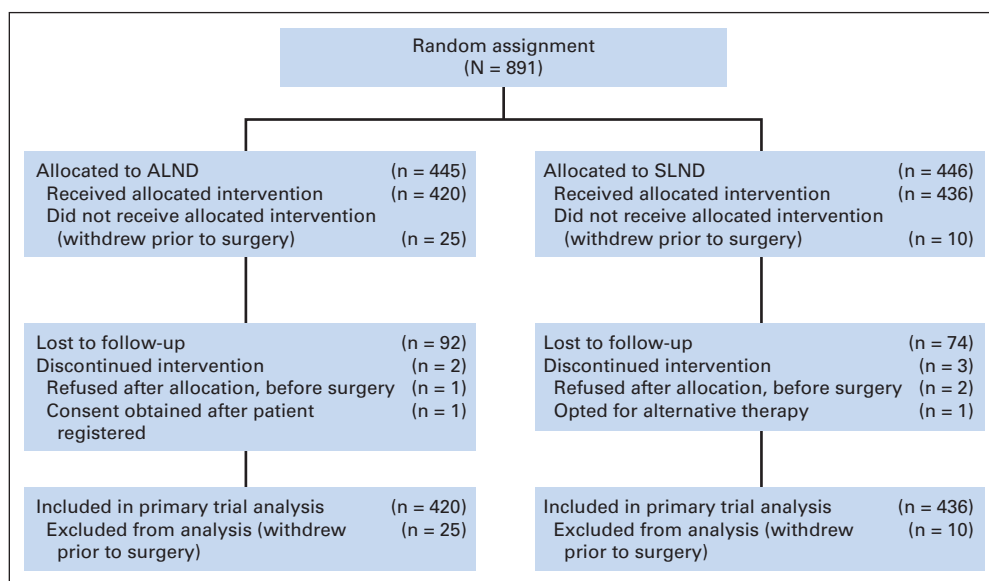 Random assignment
(N = 891)
Allocated to ALND (n = 445)
Received allocated intervention (n = 420)
Did not receive allocated intervention
(withdrew prior to surgery) (n = 25)
Allocated to SLND (n = 446)
Received allocated intervention (n = 436)
Did not receive allocated intervention
(withdrew prior to surgery) (n = 10)
Lost to follow-up (n = 92)
Discontinued intervention (n = 2)
Refused after allocation, before surgery (n = 1)
Consent obtained after patient (n = 1)
registered
Lost to follow-up (n = 74)
Discontinued intervention (n = 3)
Refused after allocation, before surgery (n = 2)
Opted for alternative therapy (n = 1)
Included in primary trial analysis (n = 420)
Excluded from analysis (withdrew (n = 25)
prior to surgery)
Included in primary trial analysis (n = 436)
Excluded from analysis (withdrew (n = 10)
prior to surgery)